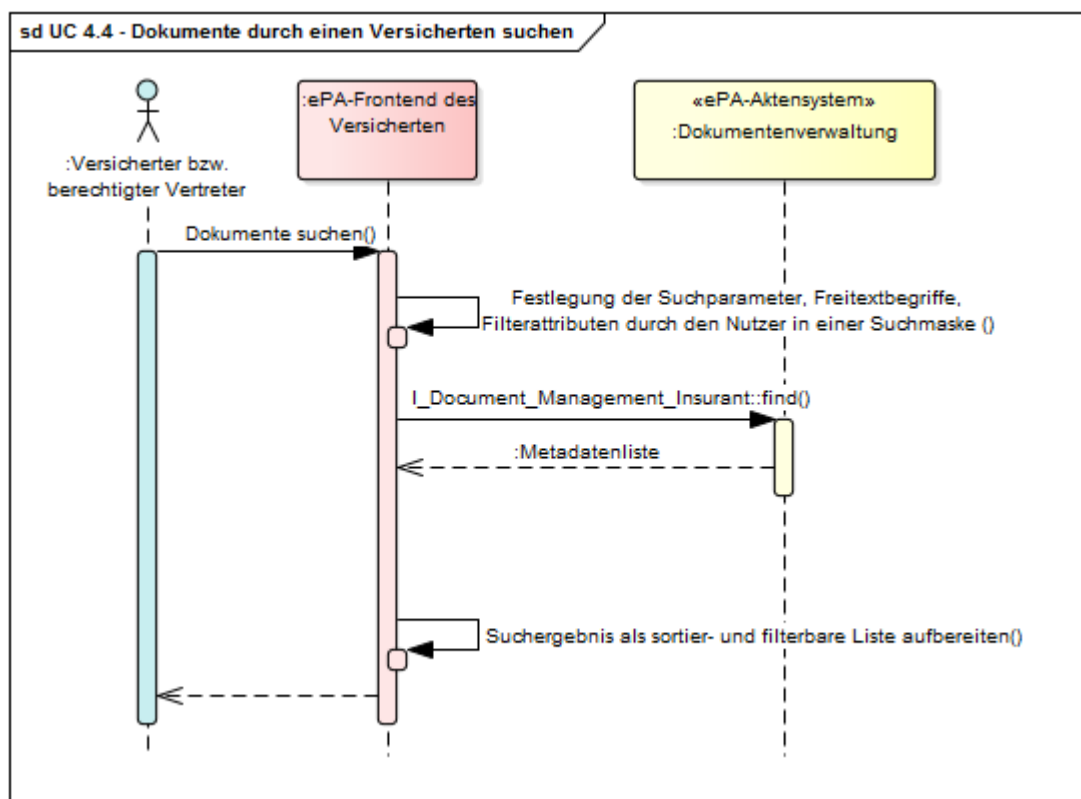 sd UC 4.4 - Dokumente durch einen Versicherten suchen
:Versicherter bzw.
berechtigter Vertreter
:ePA-Frontend des
Versicherten
«ePA-Aktensystem»
:Dokumentenverwaltung
Dokumente suchen()
Festlegung der Suchparameter, Freitextbegriffe,
Filterattributen durch den Nutzer in einer Suchmaske ()
I_Document_Management_Insurant::find()
:Metadatenliste
Suchergebnis als sortier- und filterbare Liste aufbereiten()